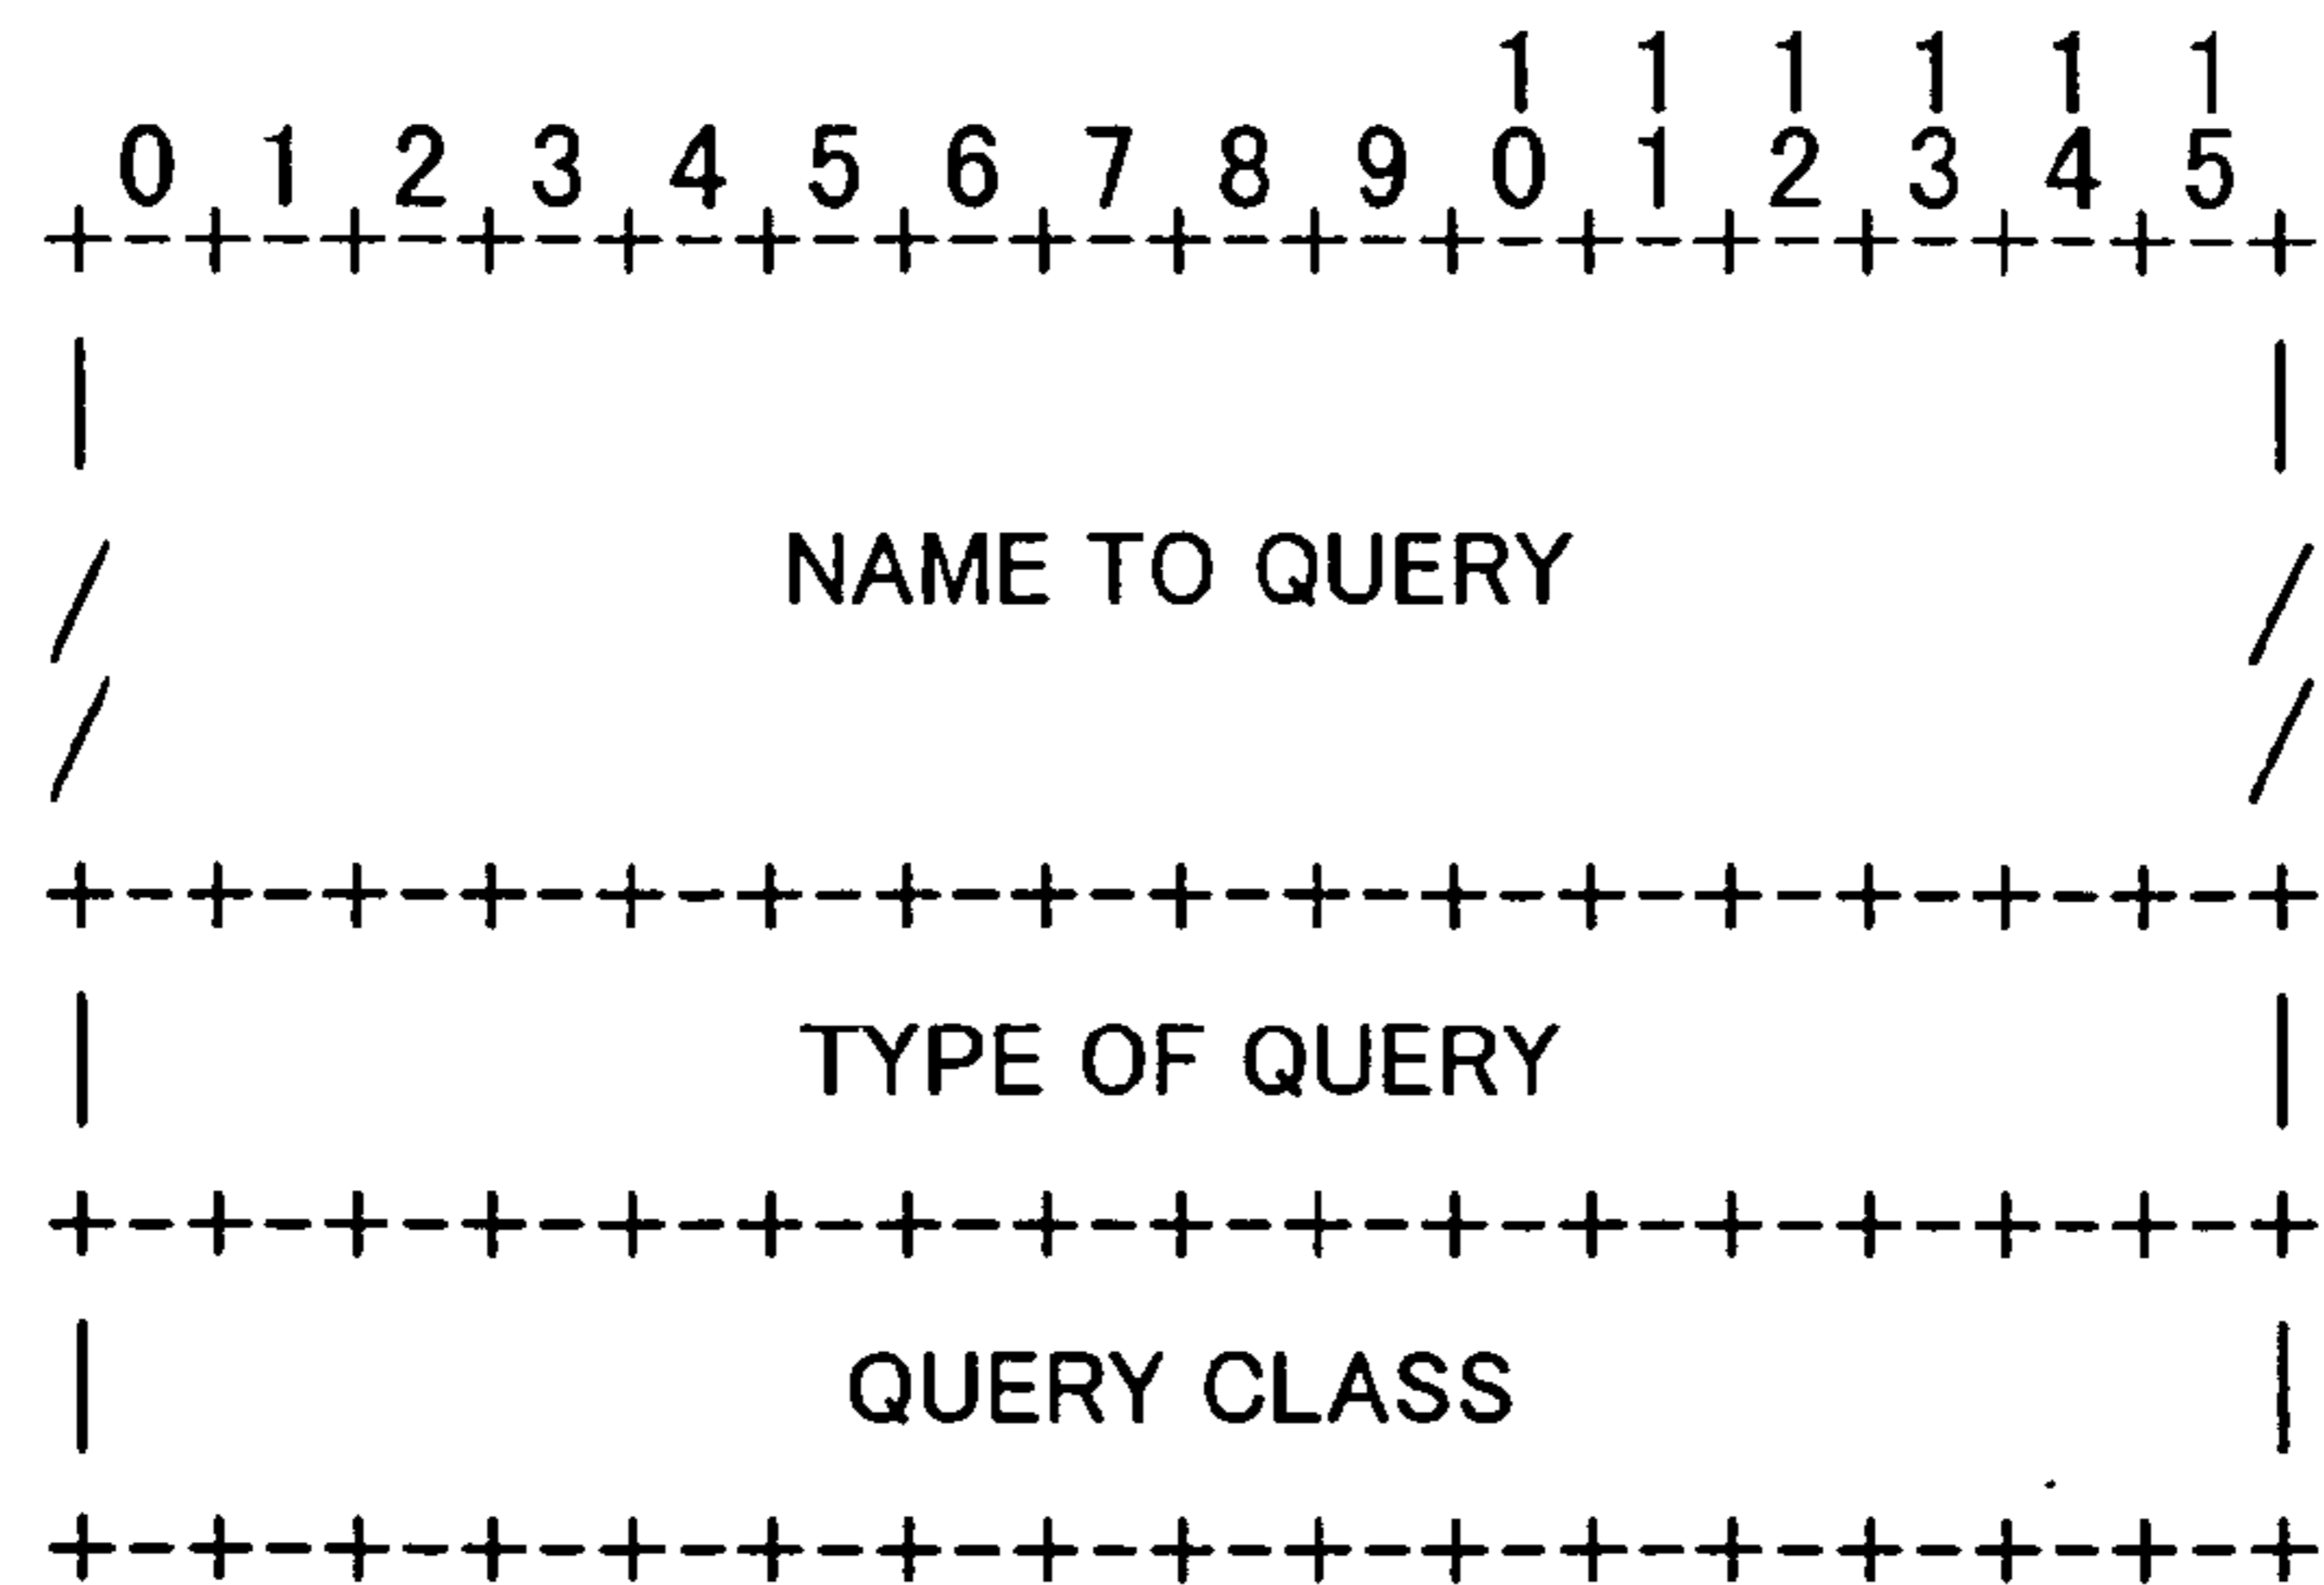 1 1 1 1 1 1
0 1 2 3 4 5 6 7 8 9 0 1 2 3 4 5
+--+--+--+--+--+--+--+--+--+--+--+--+--+--+--+--+
| |
/ NAME TO QUERY /
/ /
+--+--+--+--+--+--+--+--+--+--+--+--+--+--+--+--+
| TYPE OF QUERY |
+--+--+--+--+--+--+--+--+--+--+--+--+--+--+--+--+
| QUERY CLASS |
+--+--+--+--+--+--+--+--+--+--+--+--+--+--+--+--+